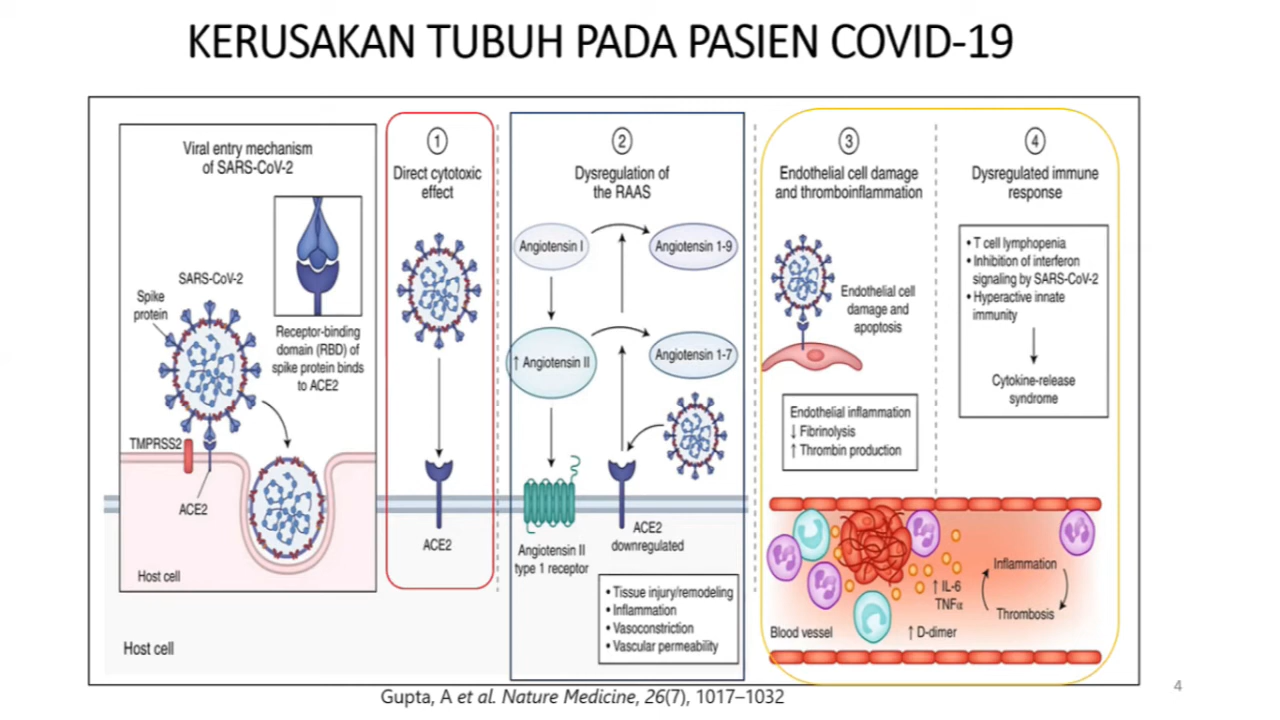 KERUSAKAN TUBUH PADA PASIEN COVID-19
Viral entry mechanism
of SARS-CoV-2
SARS-CoV-2
Spike
protein
Receptor-binding
domain (RBD) of
spike protein binds
to ACE2
TMPRSS2
ACE2
Host cell
Host cell
1
Direct cytotoxic
effect
ACE2
2
Dysregulation of
the RAAS
Angiotensin I
Angiotensin 1-9
↑ Angiotensin II
Angiotensin 1-7
Angiotensin II
type 1 receptor
ACE2
downregulated
• Tissue injury/remodeling
• Inflammation
• Vasoconstriction
• Vascular permeability
3
Endothelial cell damage
and thromboinflammation
Endothelial cell
damage and
apoptosis
Endothelial inflammation
↓ Fibrinolysis
↑ Thrombin production
4
Dysregulated immune
response
• T cell lymphopenia
• Inhibition of interferon
signaling by SARS-CoV-2
• Hyperactive innate
immunity
Cytokine-release
syndrome
↑ IL-6
TNFα
Inflammation
Thrombosis
Blood vessel
↑ D-dimer
Gupta, A et al. Nature Medicine, 26(7), 1017–1032
4